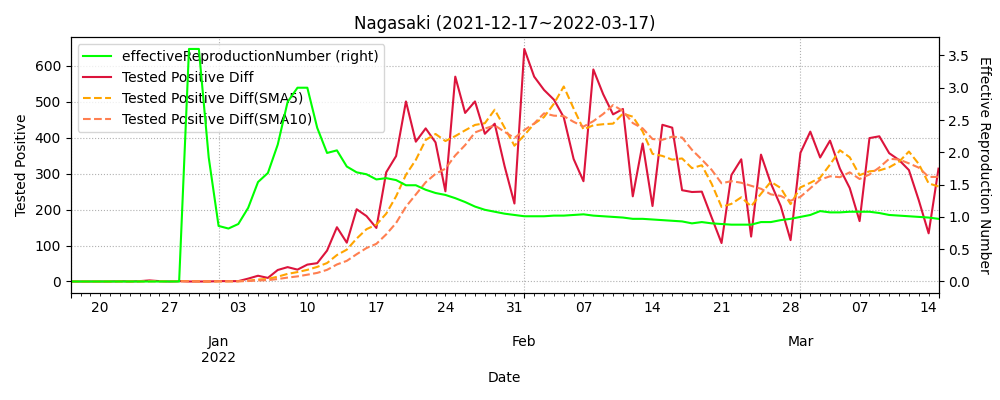 Nagasaki (2021-12-17~2022-03-17)
effectiveReproductionNumber (right)
Tested Positive Diff
Tested Positive Diff(SMA5)
Tested Positive Diff(SMA10)
Tested Positive
600
500
400
300
200
100
0
3.5
3.0
2.5
2.0
1.5
1.0
0.5
0.0
Effective Reproduction Number
20 27 03 10 17 24 31 07 14 21 28 07 14
Jan Feb Mar
2022
Date